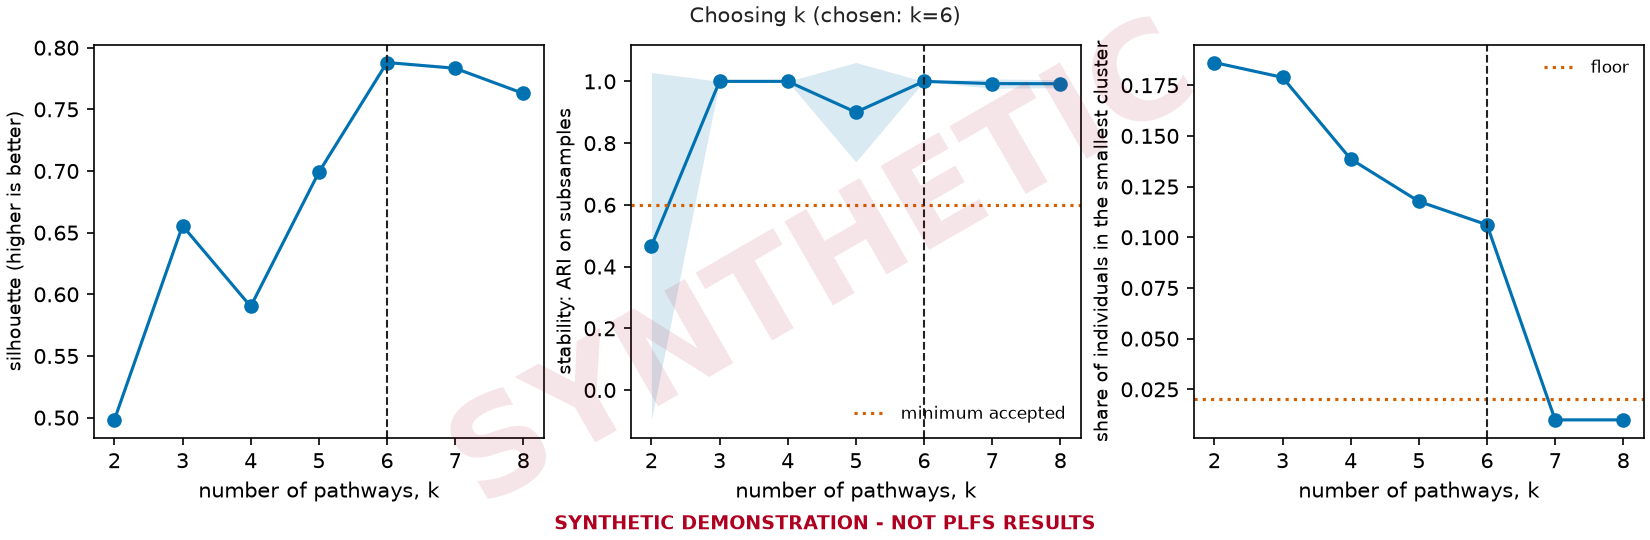 Choosing k (chosen: k=6)
silhouette (higher is better)
0.80
0.75
0.70
0.65
0.60
0.55
0.50
2 3 4 5 6 7 8
number of pathways, k
stability: ARI on subsamples
1.0
0.8
0.6
0.4
0.2
0.0
minimum accepted
2 3 4 5 6 7 8
number of pathways, k
share of individuals in the smallest cluster
0.175
0.150
0.125
0.100
0.075
0.050
0.025
floor
2 3 4 5 6 7 8
number of pathways, k
SYNTHETIC
SYNTHETIC DEMONSTRATION - NOT PLFS RESULTS